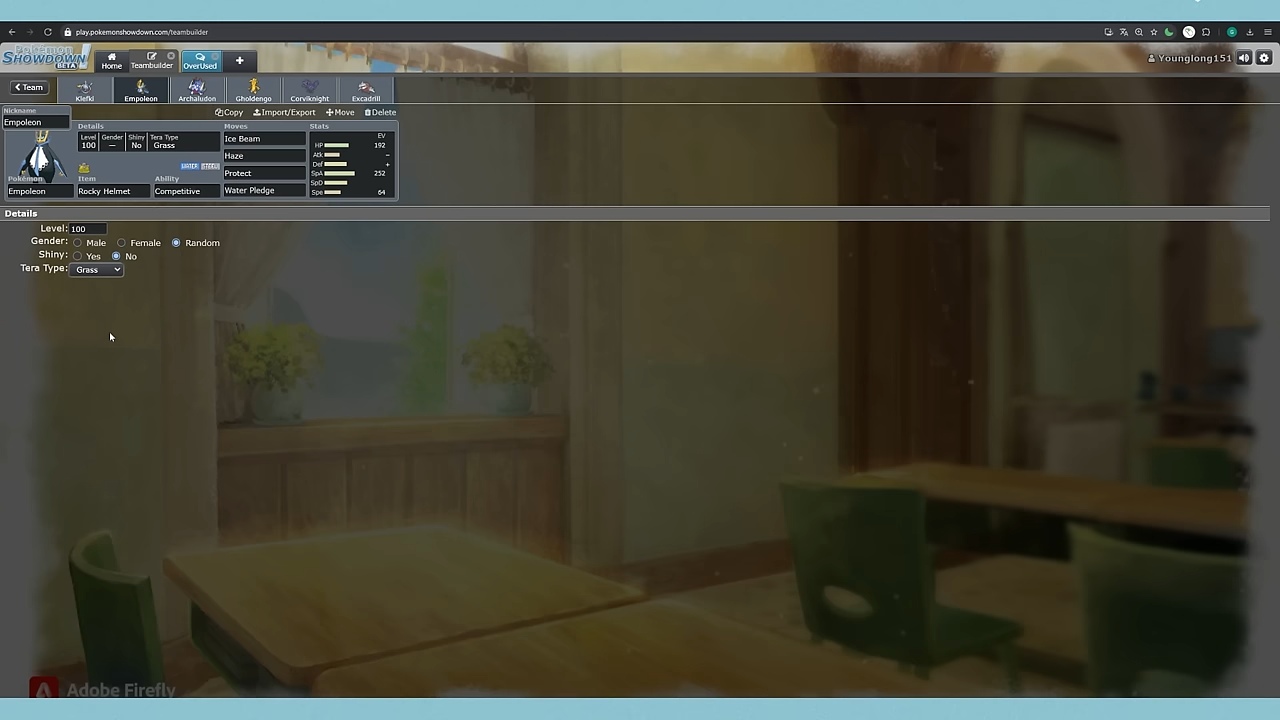 play.pokemonshowdown.com/teambuilder
Pokémon
SHOWDOWN!
BETA
Home
Teambuilder
OverUsed
Younglong151
Team
Klefki
Empoleon
Archaludon
Gholdengo
Corviknight
Excadrill
Copy
Import/Export
Move
Delete
Nickname
Empoleon
Details
Level
100
Gender
—
Shiny
No
Tera Type
Grass
WATER STEEL
Pokémon
Empoleon
Item
Rocky Helmet
Ability
Competitive
Moves
Ice Beam
Haze
Protect
Water Pledge
Stats
EV
HP 192
Atk −
Def +
SpA 252
SpD
Spe 64
Details
Level: 100
Gender: Male Female Random
Shiny: Yes No
Tera Type: Grass
Adobe Firefly